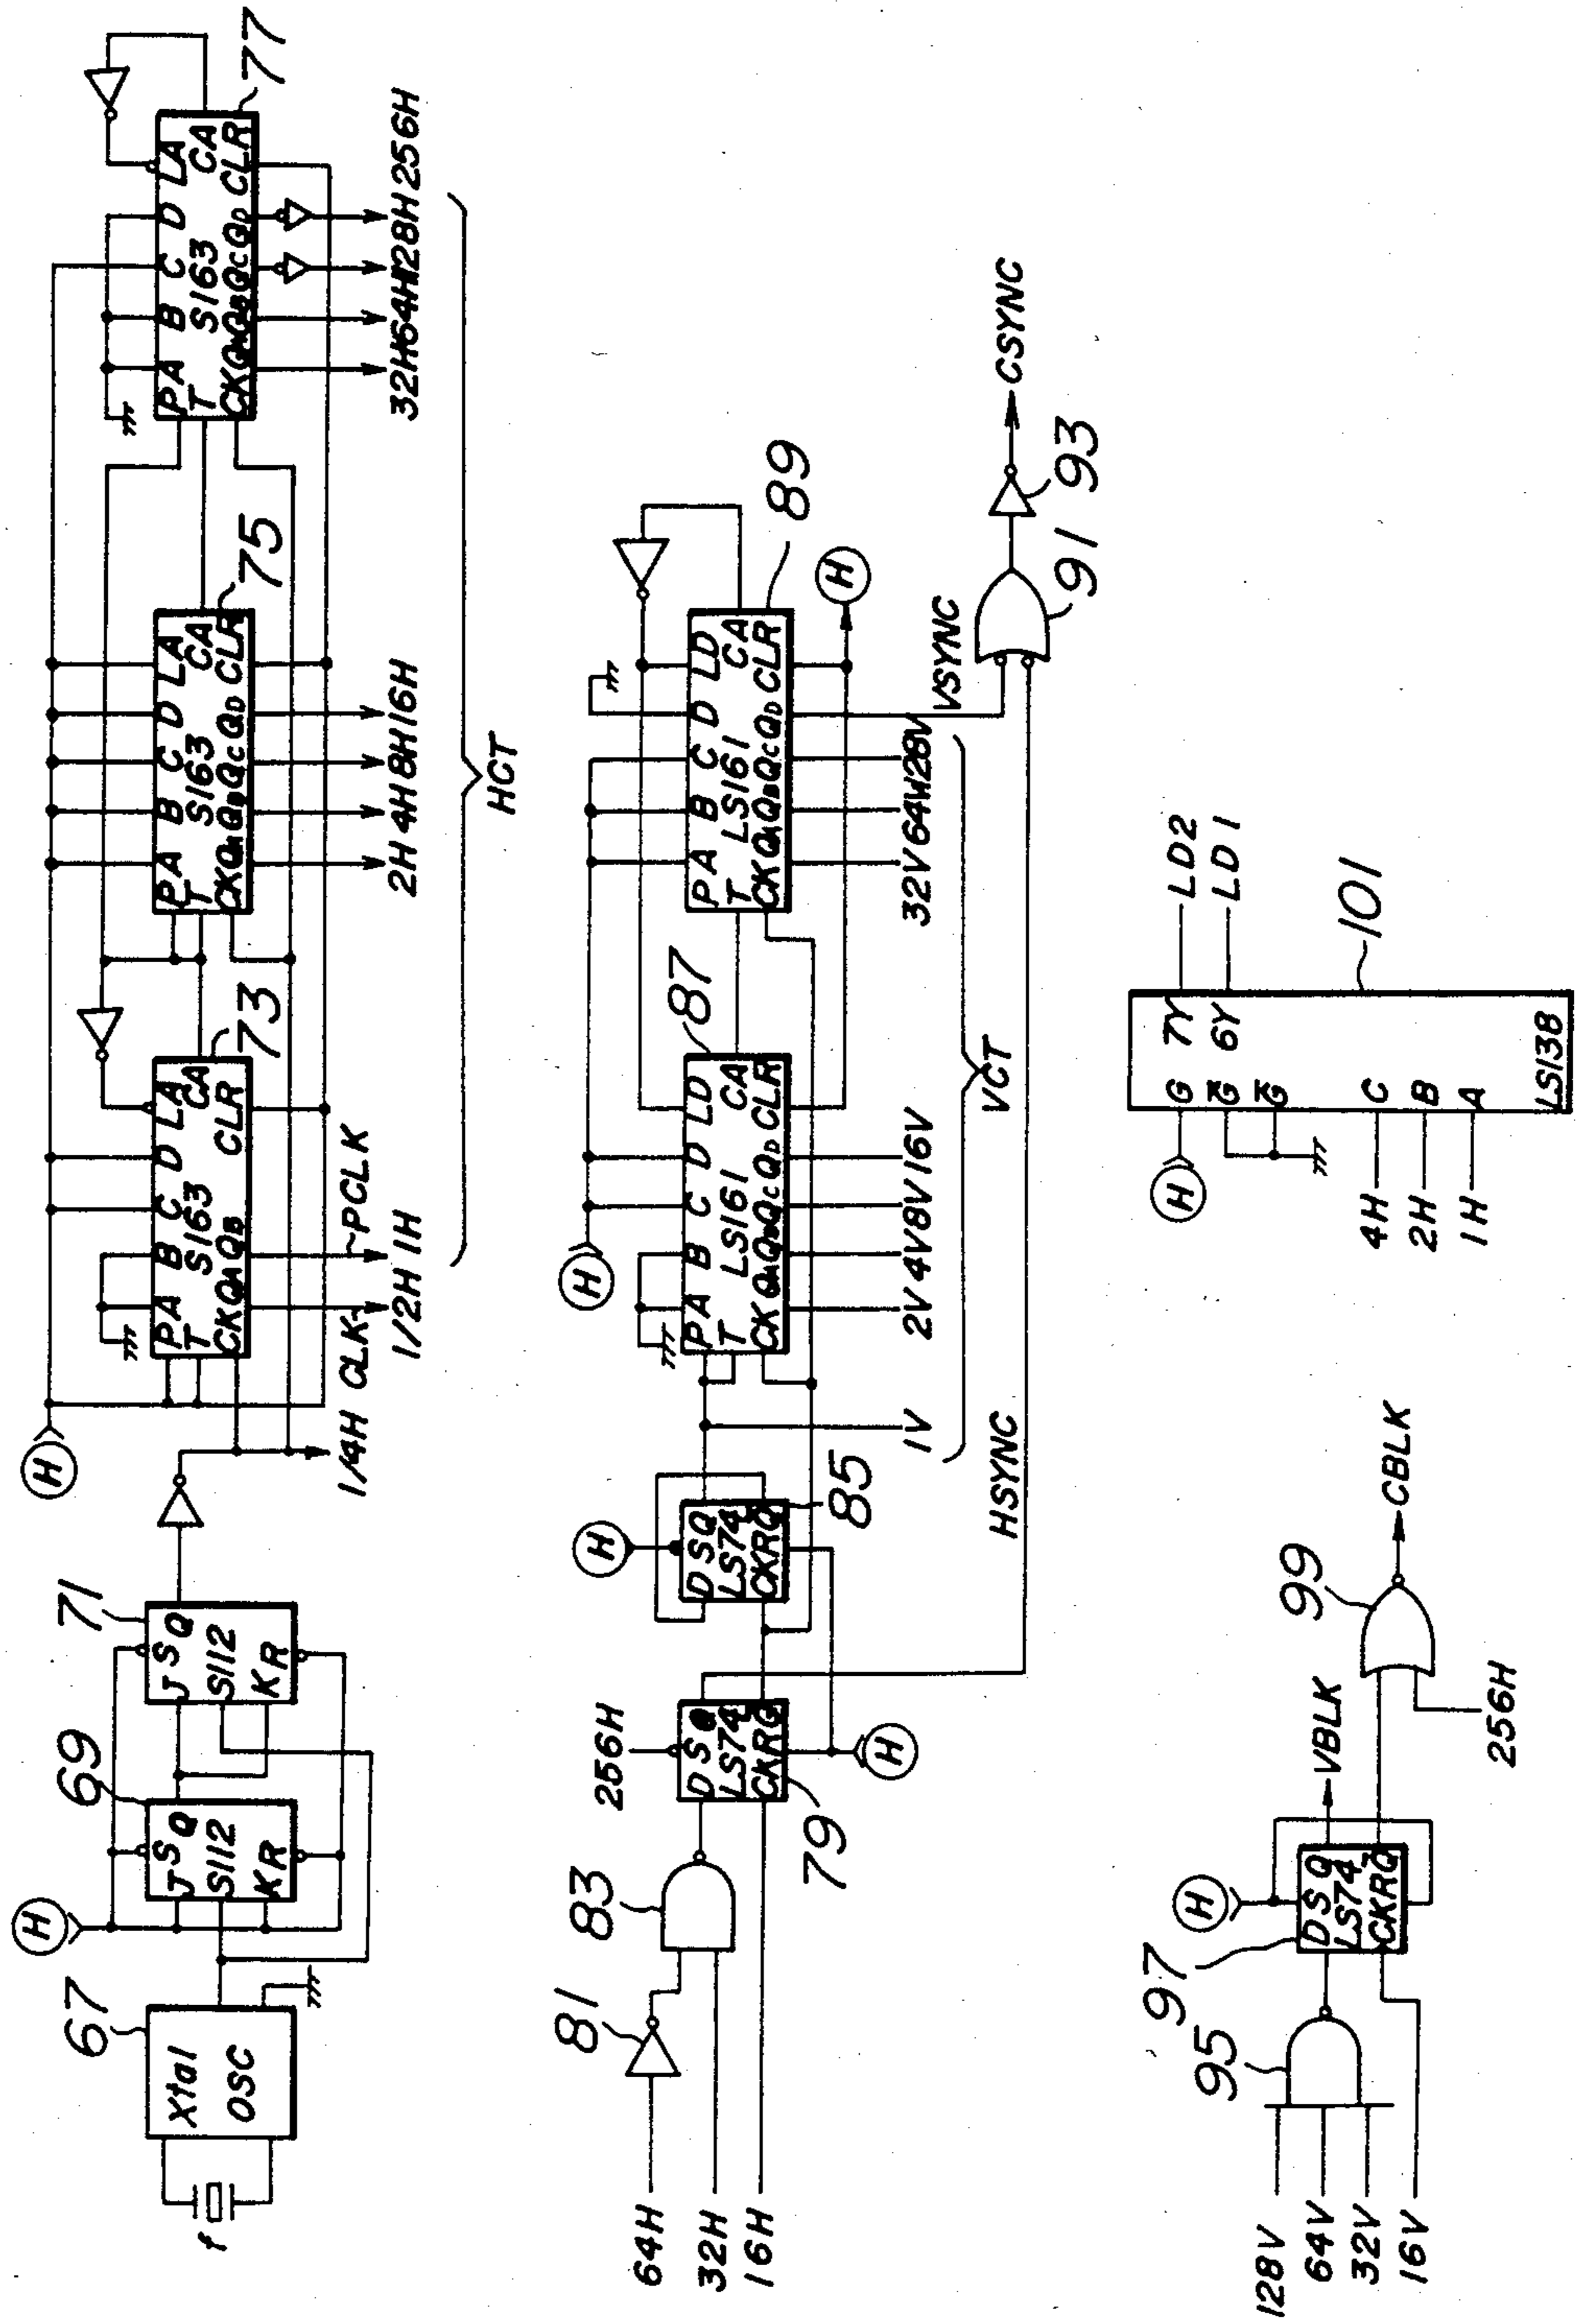 H
67
Xtal
OSC
f
69
J S Q
S112
K R
71
J S Q
S112
K R
1/4H CLK
H
P A B C D LA
T S163 CA
CK QA QB CLR
73
1/2H 1H
PCLK
P A B C D LA
T S163 CA
CK QA QB QC QD CLR
75
2H 4H 8H 16H
P A B C D LA
T S163 CA
CK QA QB QC QD CLR
77
32H 64H 128H 256H
HCT
64H
32H
16H
81
83
256H
D S Q
LS74
CK R Q
79
H
H
D S Q
LS74
CK R Q
85
1V
H
P A B C D LD
T LS161 CA
CK QA QB QC QD CLR
87
2V 4V 8V 16V
P A B C D LD
T LS161 CA
CK QA QB QC QD CLR
89
32V 64V 128V
VCT
H
VSYNC
HSYNC
91
93
CSYNC
128V
64V
32V
16V
95
97
H
D S Q
LS74
CK R Q
VBLK
256H
99
CBLK
H
G 7Y LD2
G 6Y LD1
G
4H C
2H B
1H A
LS138
101